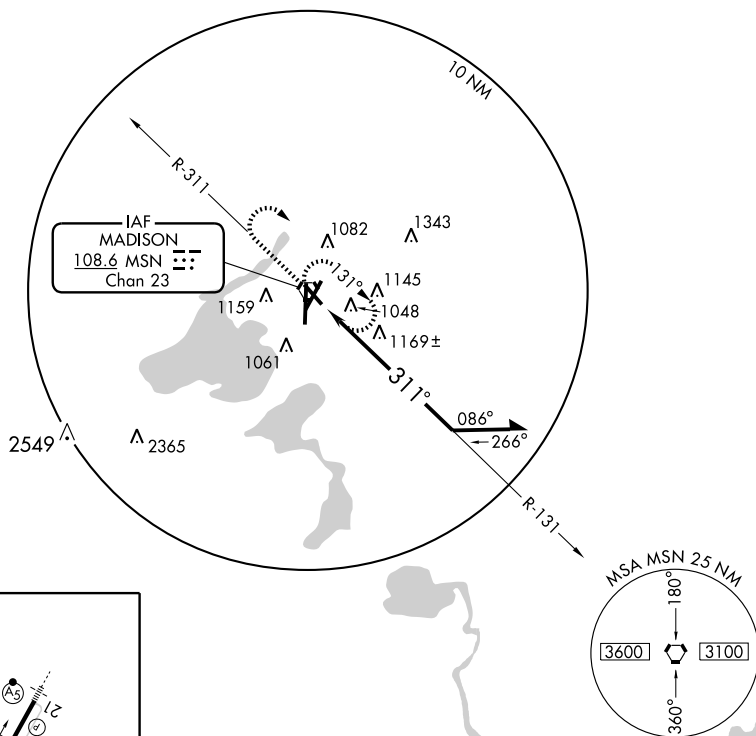 10 NM
R-311
IAF
MADISON
108.6 MSN
Chan 23
1082
1343
131°
1145
1048
1159
1169±
1061
311°
086°
266°
2549
2365
R-131
MSA MSN 25 NM
180°
3600
3100
360°
A5
21
P